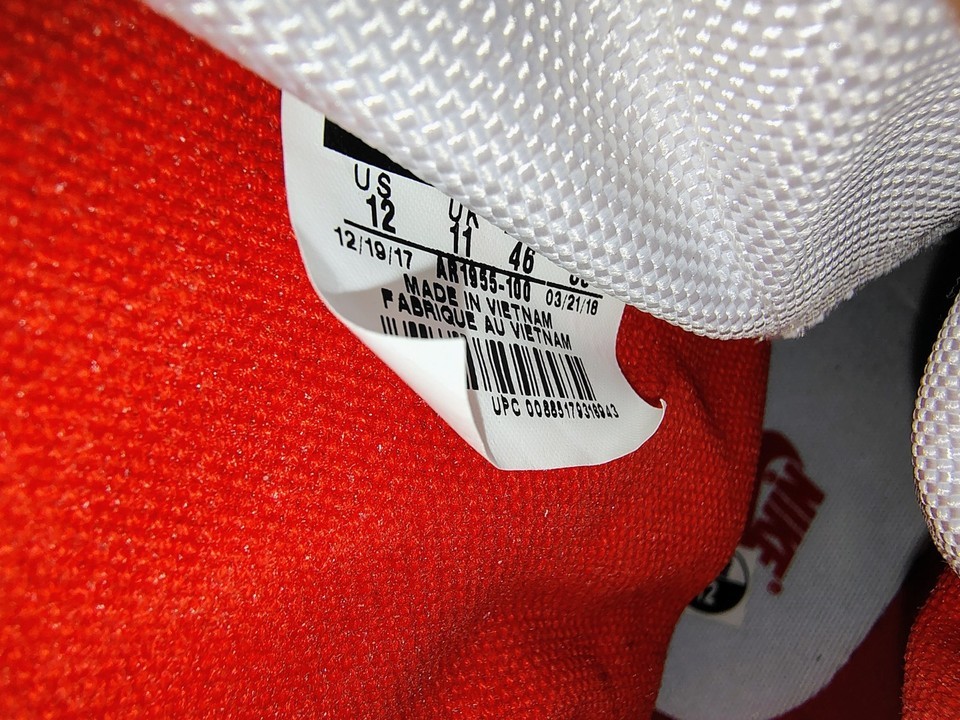 US
12
UK
11
46
12/19/17 AR1955-100 03/21/18
MADE IN VIETNAM
FABRIQUE AU VIETNAM
UPC 00885179318943
NIKE®